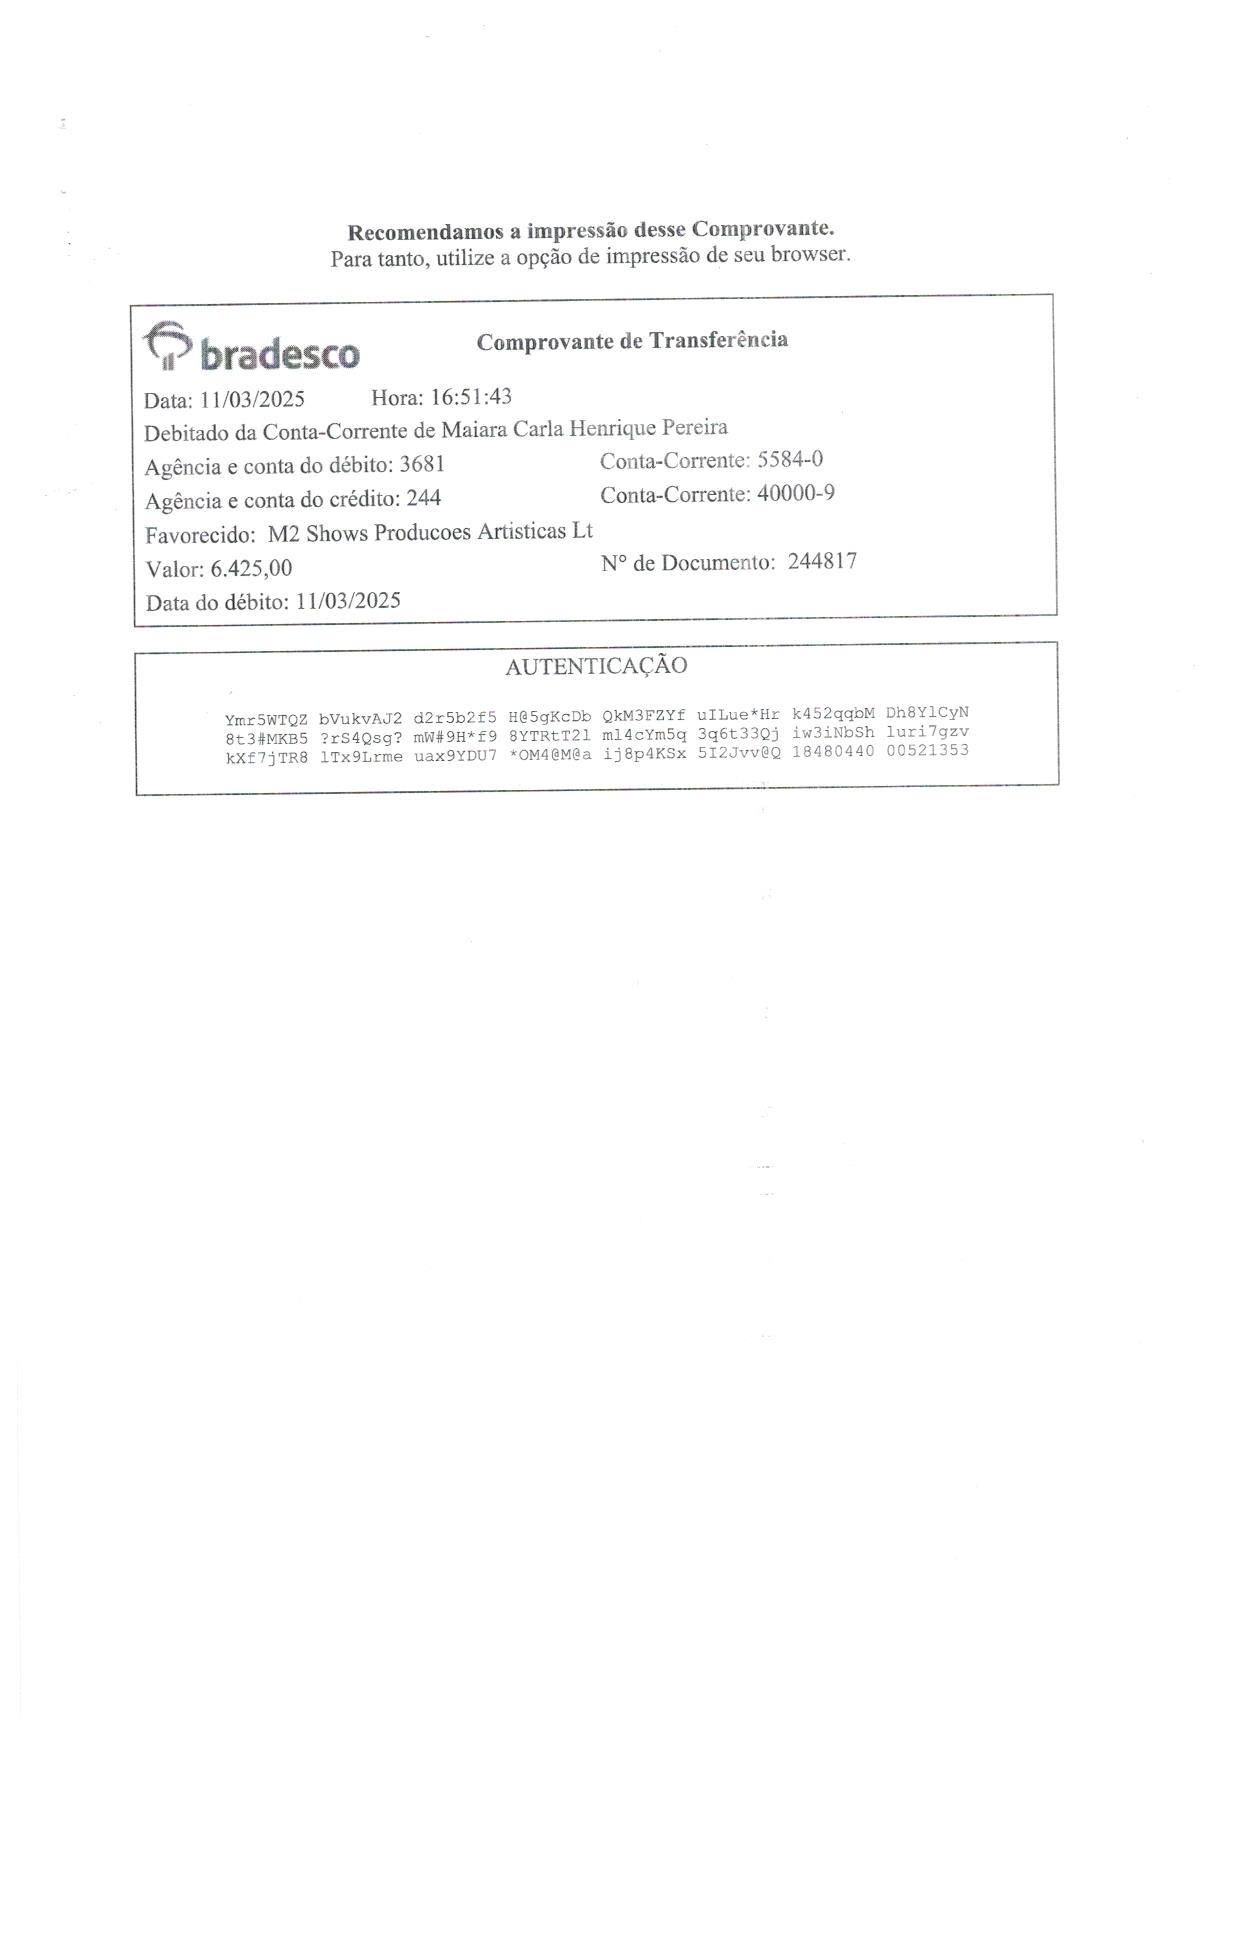 Recomendamos a impressão desse Comprovante.
Para tanto, utilize a opção de impressão de seu browser.
bradesco
Comprovante de Transferência
Data: 11/03/2025 Hora: 16:51:43
Debitado da Conta-Corrente de Maiara Carla Henrique Pereira
Agência e conta do débito: 3681 Conta-Corrente: 5584-0
Agência e conta do crédito: 244 Conta-Corrente: 40000-9
Favorecido: M2 Shows Producoes Artisticas Lt
Valor: 6.425,00 N° de Documento: 244817
Data do débito: 11/03/2025
AUTENTICAÇÃO
Ymr5WTQZ bVukvAJ2 d2r5b2f5 H@5gKcDb QkM3FZYf uILue*Hr k452qqbM Dh8YlCyN
8t3#MKB5 ?rS4Qsg? mW#9H*f9 8YTRtT2l ml4cYm5q 3q6t33Qj iw3iNbSh luri7gzv
kXf7jTR8 lTx9Lrme uax9YDU7 *OM4@M@a ij8p4KSx 5I2Jvv@Q 18480440 00521353